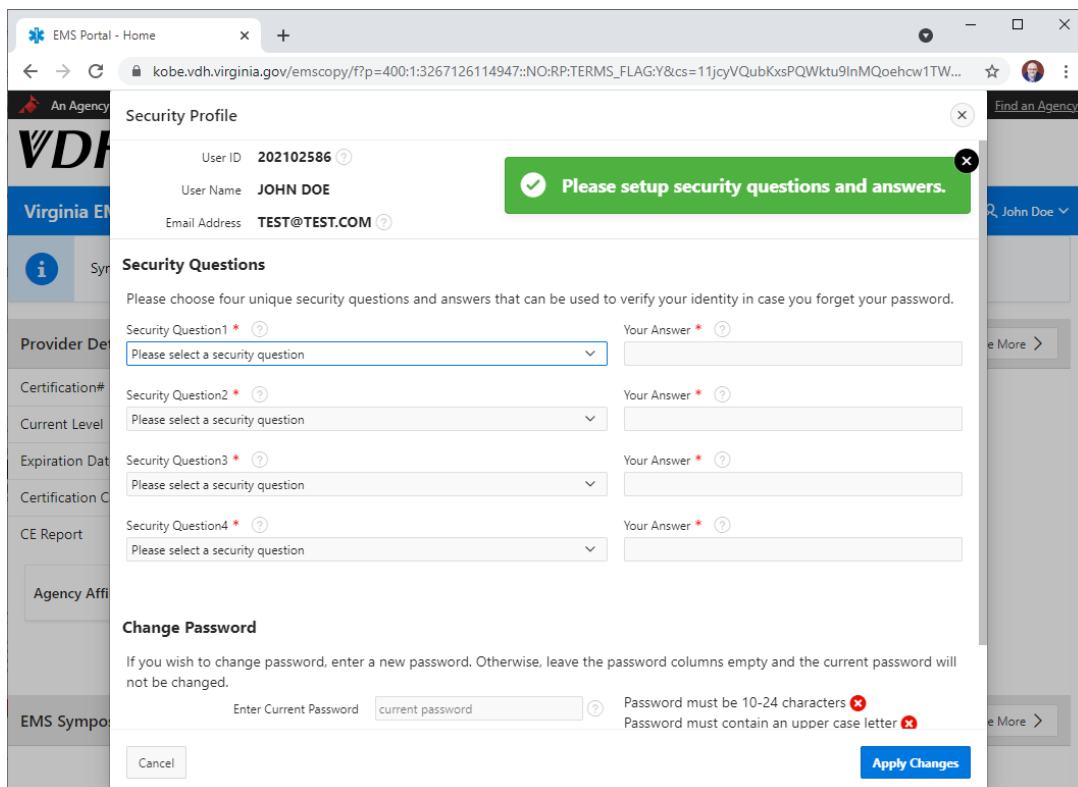 EMS Portal - Home
kobe.vdh.virginia.gov/emscopy/f?p=400:1:3267126114947::NO:RP:TERMS_FLAG:Y&cs=11jcyVQubKxsPQWktu9lnMQoehcw1TW...
An Agency
Find an Agency
VDH
Security Profile
User ID 202102586
User Name JOHN DOE
Email Address TEST@TEST.COM
Please setup security questions and answers.
Virginia EM
John Doe
Syn
Security Questions
Please choose four unique security questions and answers that can be used to verify your identity in case you forget your password.
Security Question1 * Your Answer *
Please select a security question
Security Question2 * Your Answer *
Please select a security question
Security Question3 * Your Answer *
Please select a security question
Security Question4 * Your Answer *
Please select a security question
Provider Det
e More
Certification#
Current Level
Expiration Dat
Certification C
CE Report
Agency Affi
Change Password
If you wish to change password, enter a new password. Otherwise, leave the password columns empty and the current password will
not be changed.
Enter Current Password current password
Password must be 10-24 characters
Password must contain an upper case letter
EMS Sympos
e More
Cancel
Apply Changes